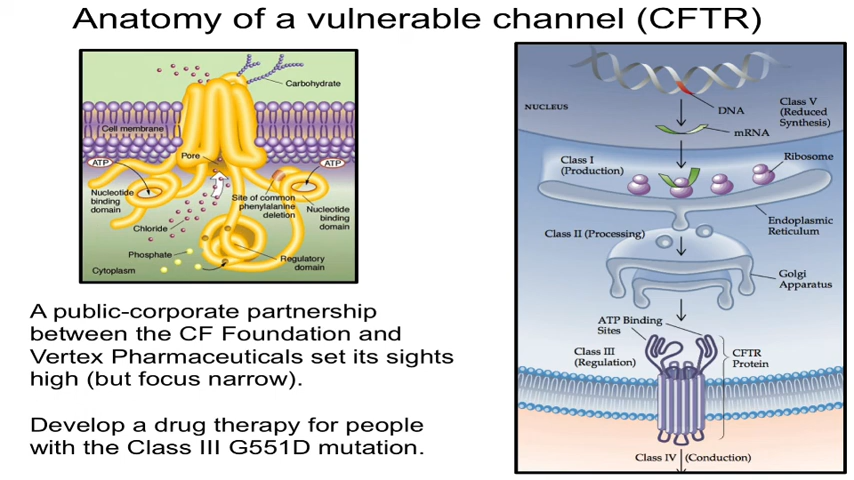 Anatomy of a vulnerable channel (CFTR)
Carbohydrate
Cell membrane
ATP
Pore
ATP
Nucleotide
binding
domain
Site of common
phenylalanine
deletion
Nucleotide
binding
domain
Chloride
Phosphate
Regulatory
domain
Cytoplasm
A public-corporate partnership
between the CF Foundation and
Vertex Pharmaceuticals set its sights
high (but focus narrow).
Develop a drug therapy for people
with the Class III G551D mutation.
NUCLEUS
DNA
Class V
(Reduced
Synthesis)
mRNA
Class I
(Production)
Ribosome
Endoplasmic
Reticulum
Class II (Processing)
Golgi
Apparatus
ATP Binding
Sites
Class III
(Regulation)
CFTR
Protein
Class IV (Conduction)